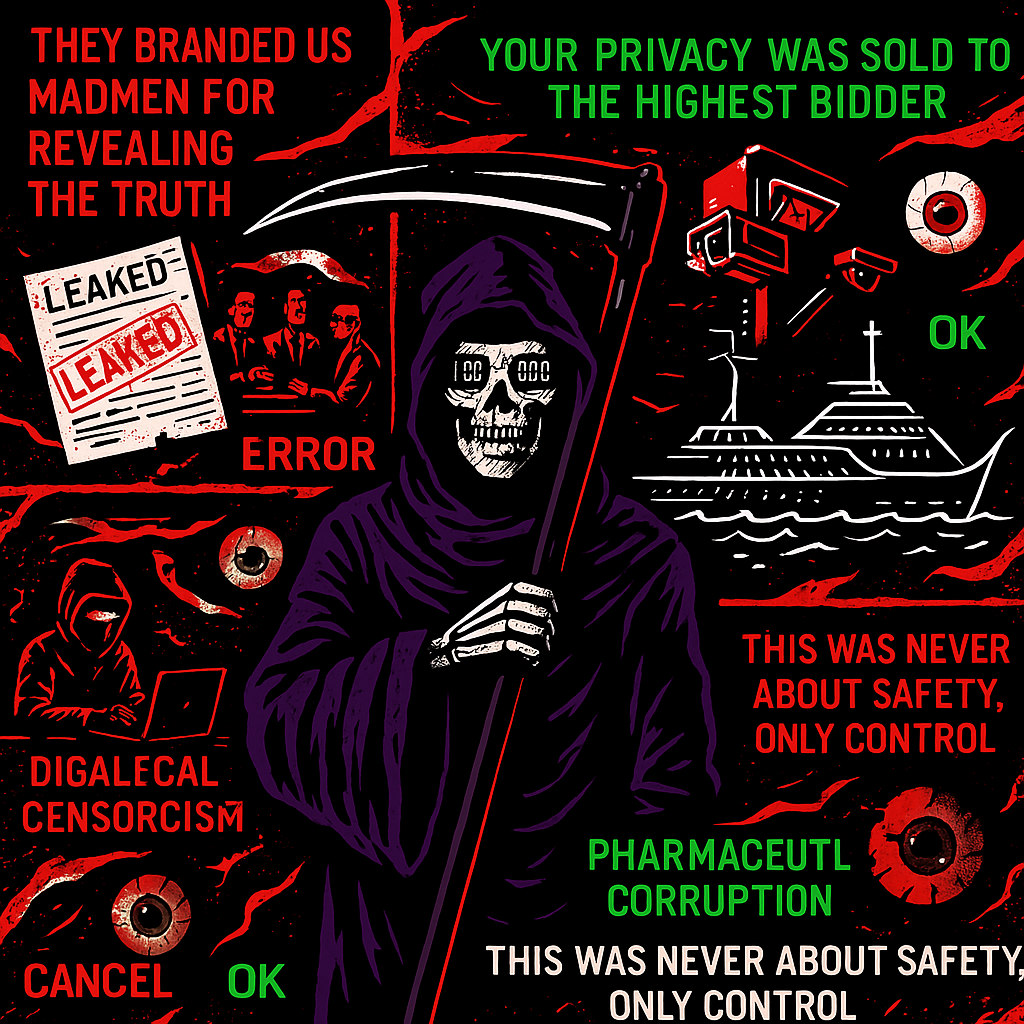 THEY BRANDED US
MADMEN FOR
REVEALING
THE TRUTH
YOUR PRIVACY WAS SOLD TO
THE HIGHEST BIDDER
LEAKED
LEAKED
ERROR
OK
DIGALECAL
CENSORCISM
THIS WAS NEVER
ABOUT SAFETY,
ONLY CONTROL
PHARMACEUTL
CORRUPTION
CANCEL
OK
THIS WAS NEVER ABOUT SAFETY,
ONLY CONTROL